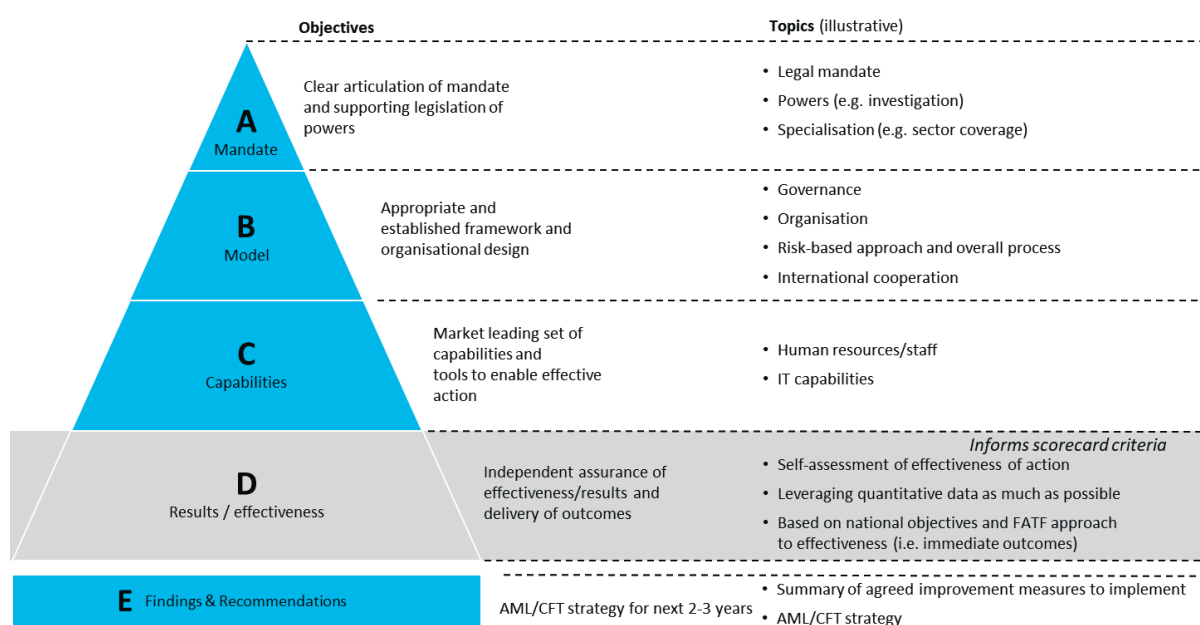 Objectives
Topics (illustrative)
A
Mandate
Clear articulation of mandate
and supporting legislation of
powers
• Legal mandate
• Powers (e.g. investigation)
• Specialisation (e.g. sector coverage)
B
Model
Appropriate and
established framework and
organisational design
• Governance
• Organisation
• Risk-based approach and overall process
• International cooperation
C
Capabilities
Market leading set of
capabilities and
tools to enable effective
action
• Human resources/staff
• IT capabilities
D
Results / effectiveness
Independent assurance of
effectiveness/results and
delivery of outcomes
Informs scorecard criteria
• Self-assessment of effectiveness of action
• Leveraging quantitative data as much as possible
• Based on national objectives and FATF approach
to effectiveness (i.e. immediate outcomes)
E Findings & Recommendations
AML/CFT strategy for next 2-3 years
• Summary of agreed improvement measures to implement
• AML/CFT strategy